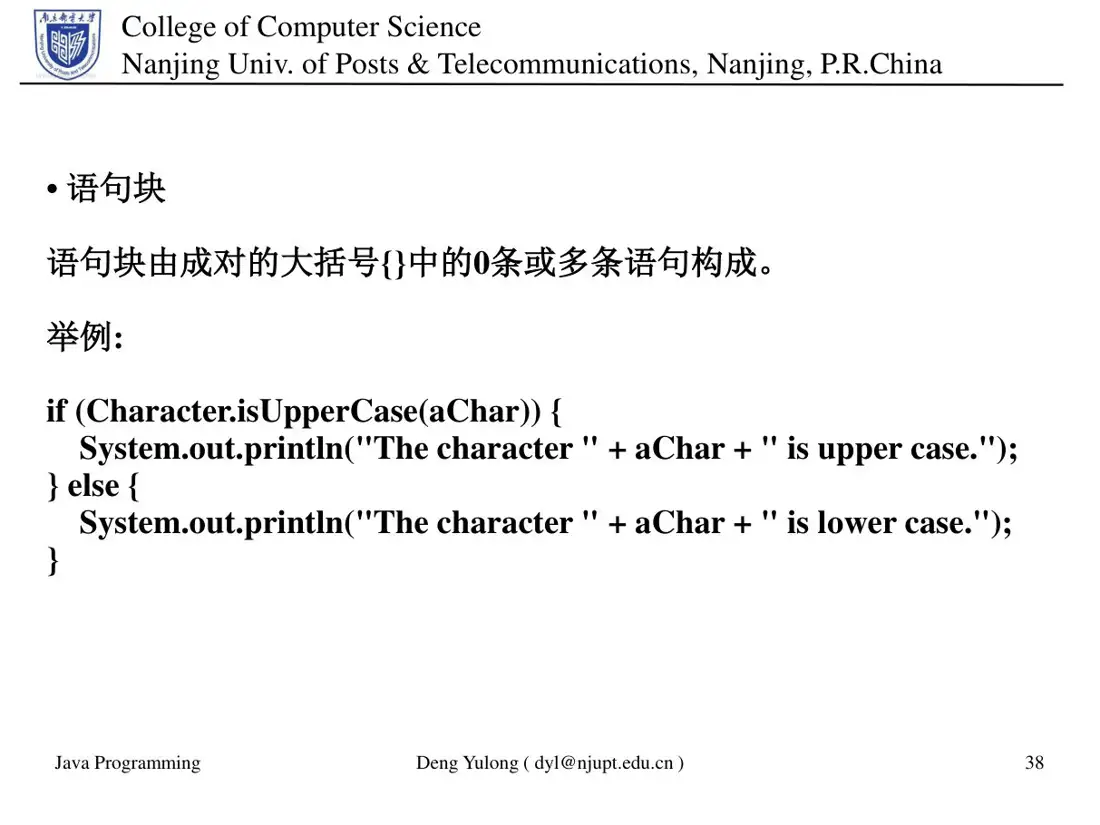 College of Computer Science
Nanjing Univ. of Posts & Telecommunications, Nanjing, P.R.China
• 语句块
语句块由成对的大括号{}中的0条或多条语句构成。
举例:
if (Character.isUpperCase(aChar)) {
    System.out.println("The character " + aChar + " is upper case.");
} else {
    System.out.println("The character " + aChar + " is lower case.");
}
Java Programming
Deng Yulong ( dyl@njupt.edu.cn )
38